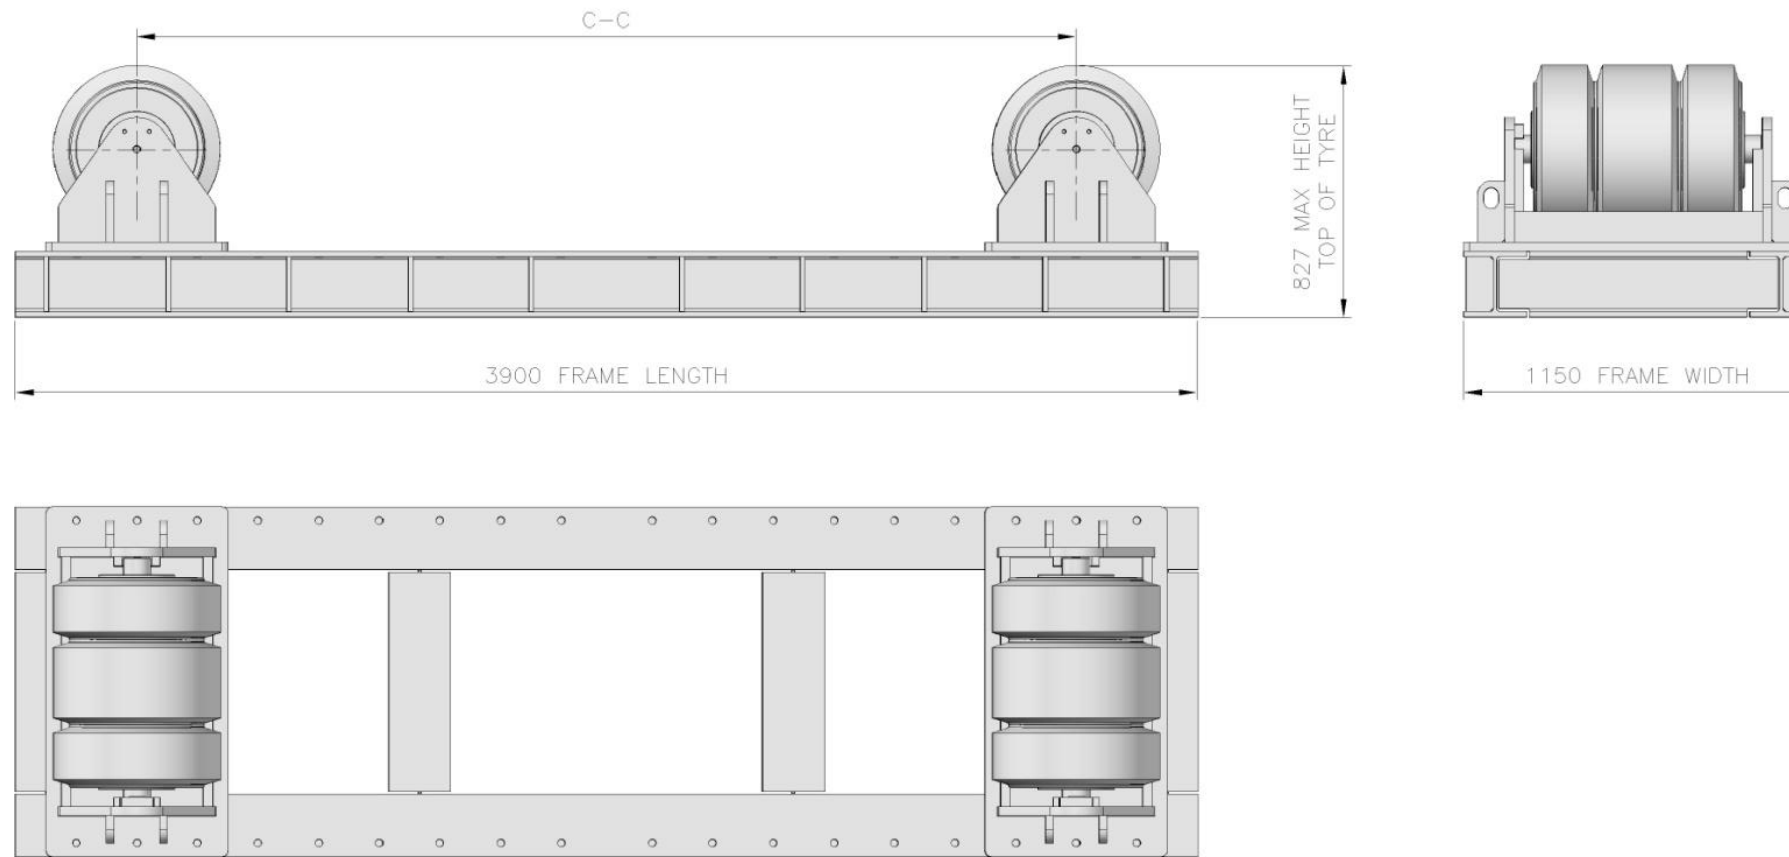 C-C
827 MAX HEIGHT
TOP OF TYRE
3900 FRAME LENGTH
1150 FRAME WIDTH